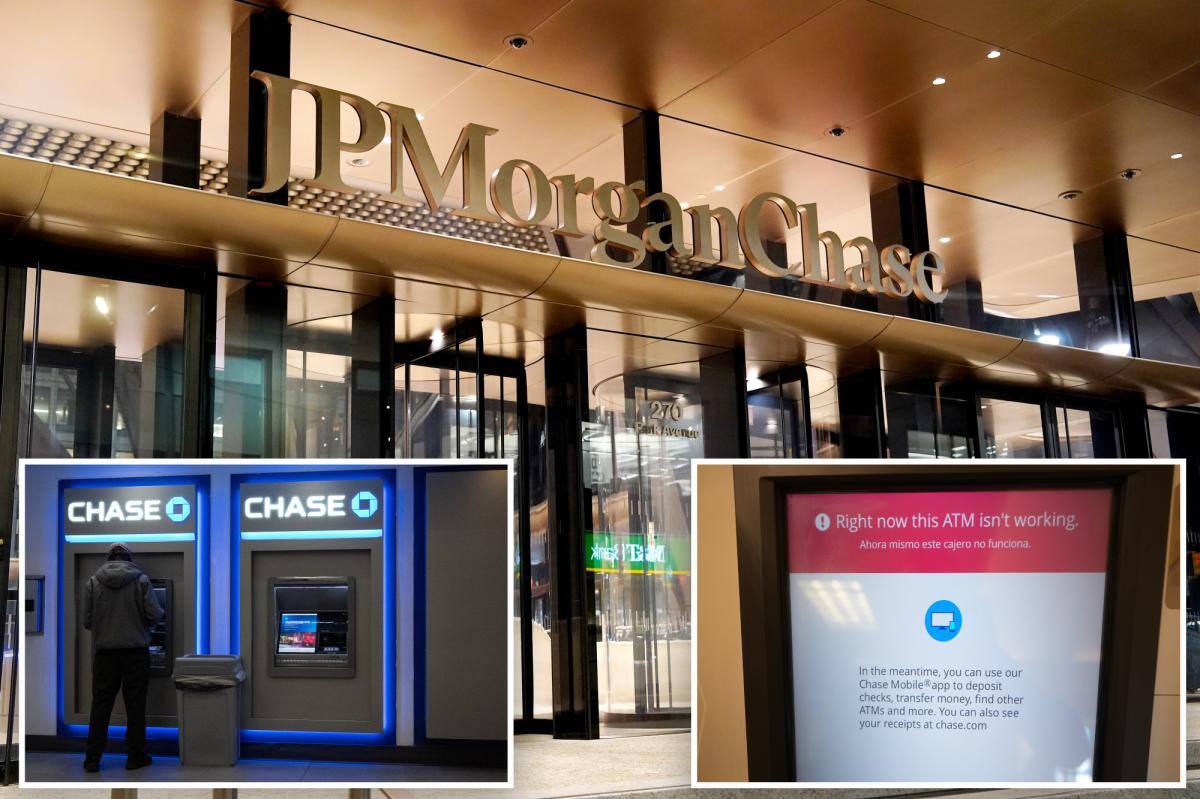 JPMorganChase
270
Park Avenue
M&T Bank
CHASE
CHASE
Right now this ATM isn't working.
Ahora mismo este cajero no funciona.
In the meantime, you can use our
Chase Mobile® app to deposit
checks, transfer money, find other
ATMs and more. You can also see
your receipts at chase.com